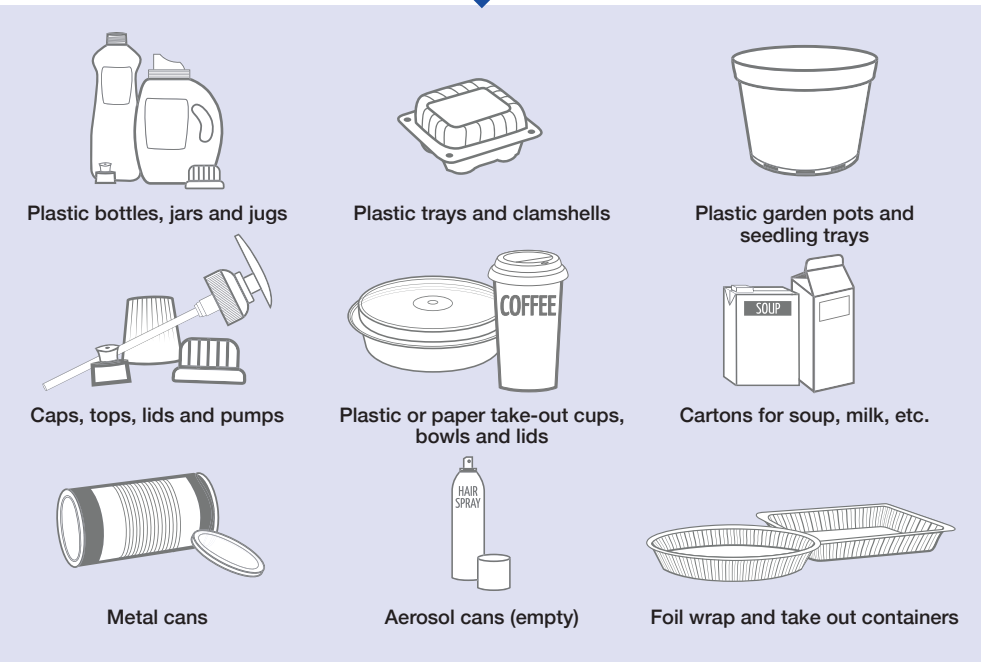 Plastic bottles, jars and jugs
Plastic trays and clamshells
Plastic garden pots and
seedling trays
COFFEE
SOUP
Caps, tops, lids and pumps
Plastic or paper take-out cups,
bowls and lids
Cartons for soup, milk, etc.
HAIR
SPRAY
Metal cans
Aerosol cans (empty)
Foil wrap and take out containers